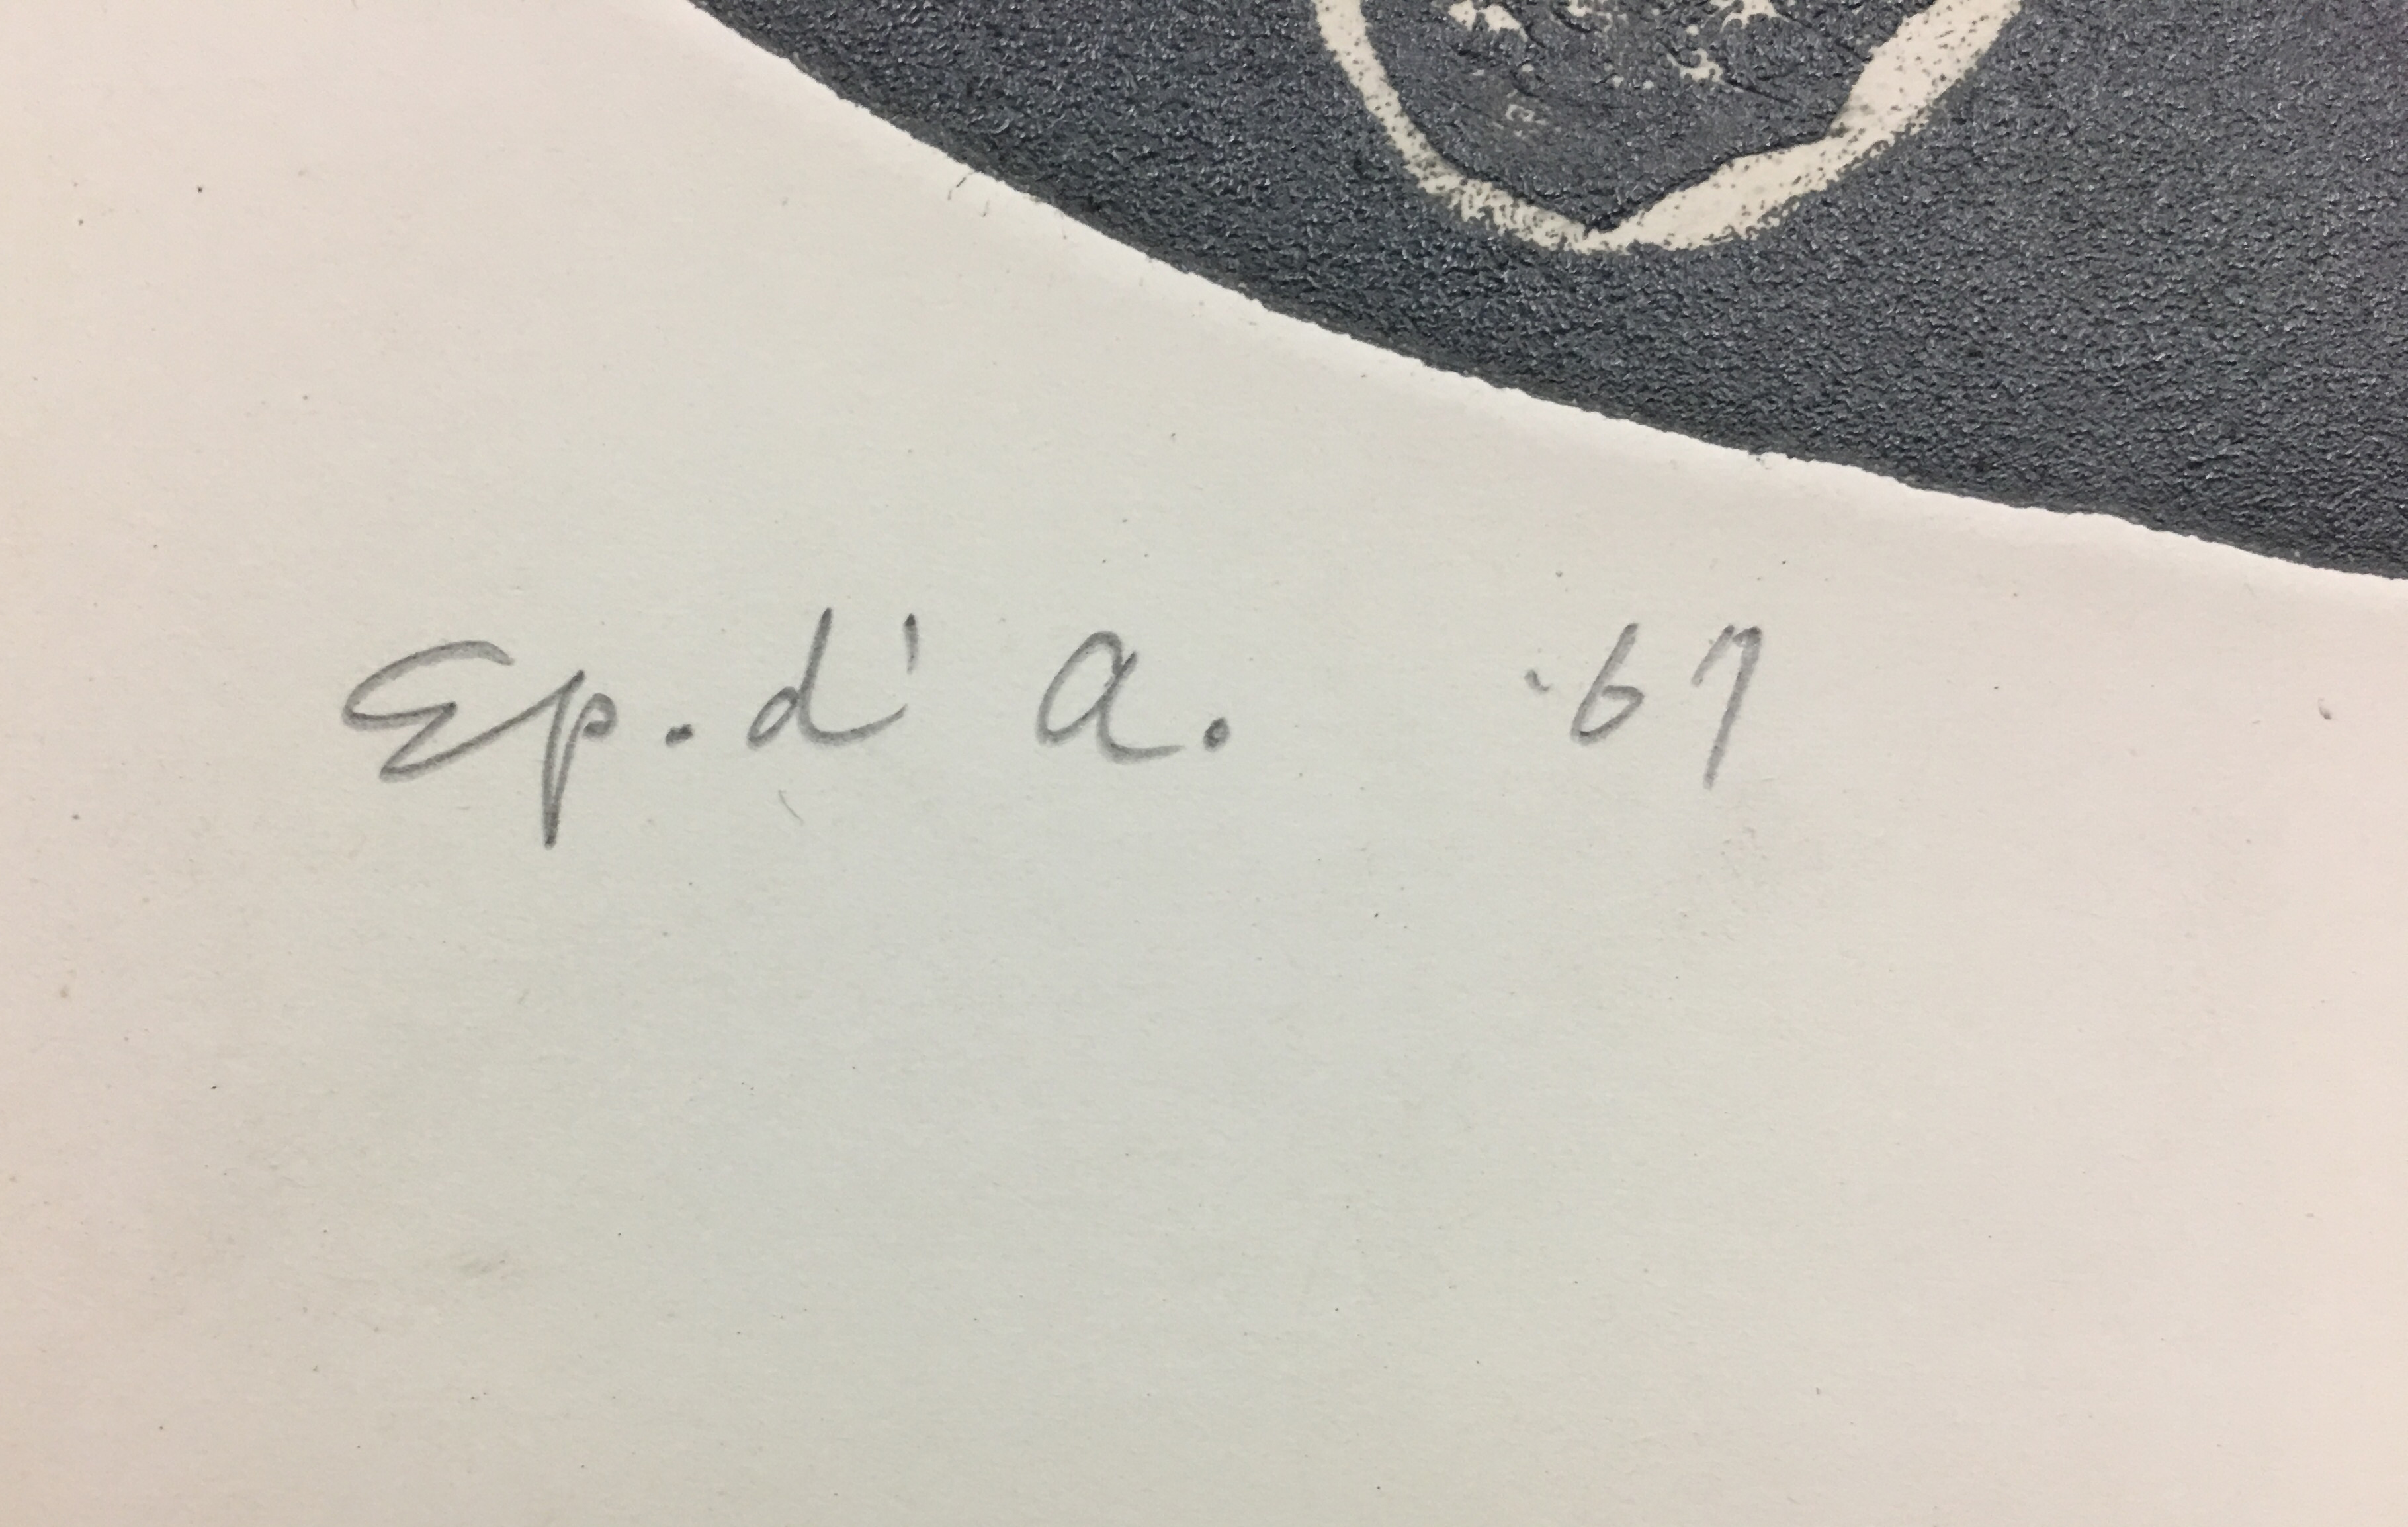 Ep. d' A. '67